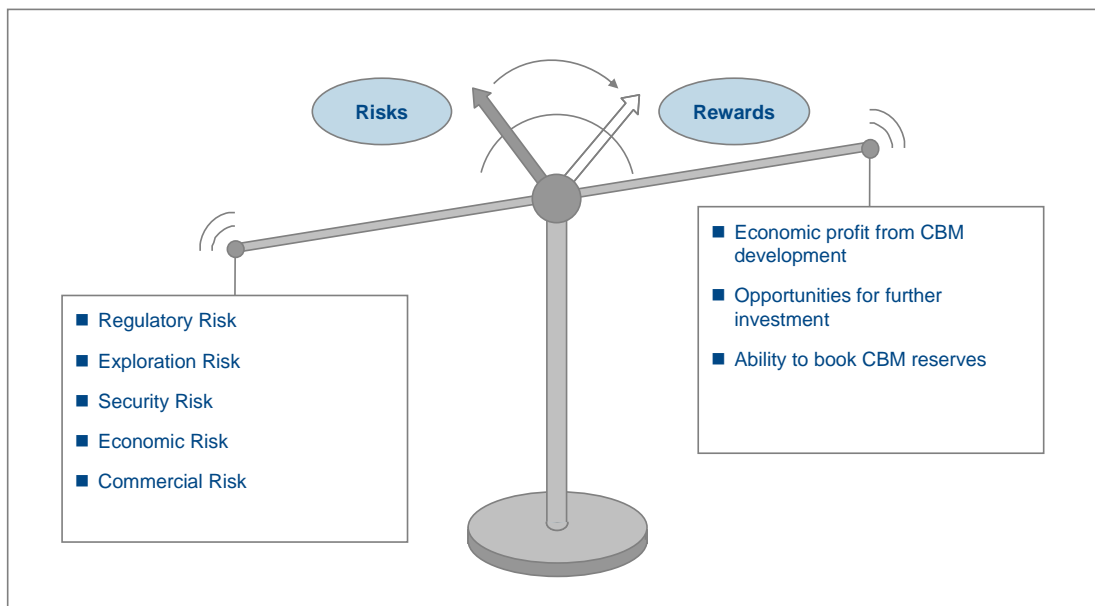 Risks
Rewards
Regulatory Risk
Exploration Risk
Security Risk
Economic Risk
Commercial Risk
Economic profit from CBM
development
Opportunities for further
investment
Ability to book CBM reserves